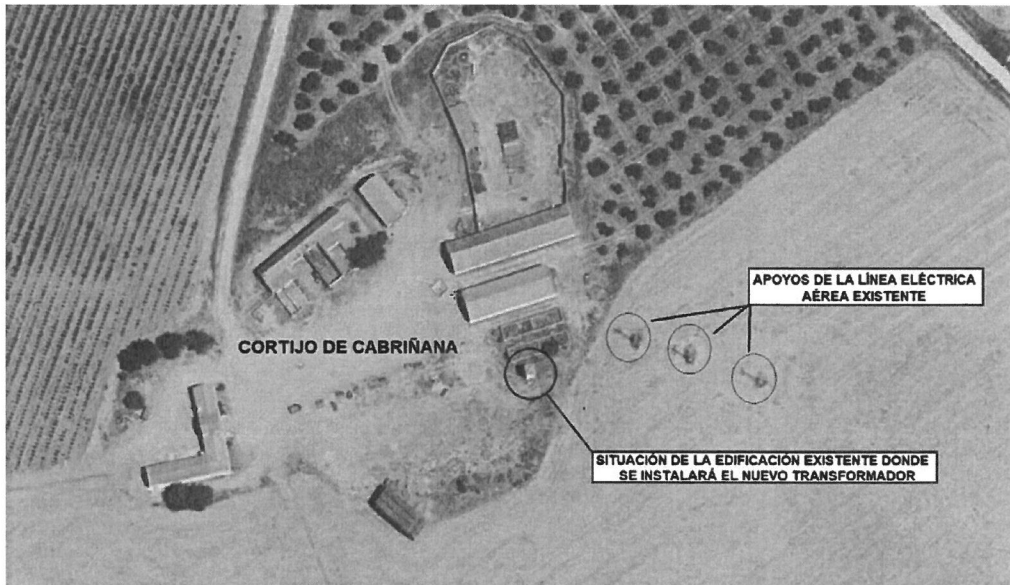 APOYOS DE LA LÍNEA ELÉCTRICA
AÉREA EXISTENTE
CORTIJO DE CABRIÑANA
SITUACIÓN DE LA EDIFICACIÓN EXISTENTE DONDE
SE INSTALARÁ EL NUEVO TRANSFORMADOR